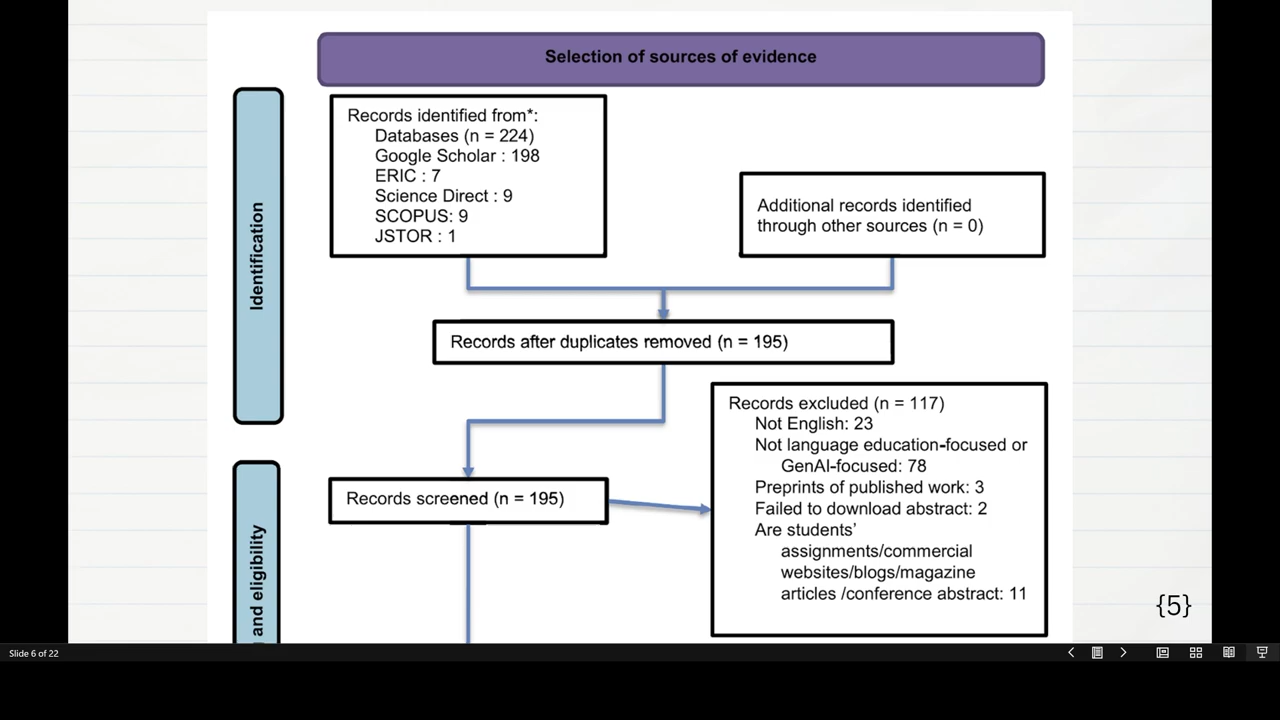 Selection of sources of evidence
Identification
Records identified from*:
Databases (n = 224)
Google Scholar : 198
ERIC : 7
Science Direct : 9
SCOPUS: 9
JSTOR : 1
Additional records identified
through other sources (n = 0)
Records after duplicates removed (n = 195)
Records screened (n = 195)
Records excluded (n = 117)
Not English: 23
Not language education-focused or
GenAI-focused: 78
Preprints of published work: 3
Failed to download abstract: 2
Are students’
assignments/commercial
websites/blogs/magazine
articles /conference abstract: 11
and eligibility
{5}
Slide 6 of 22